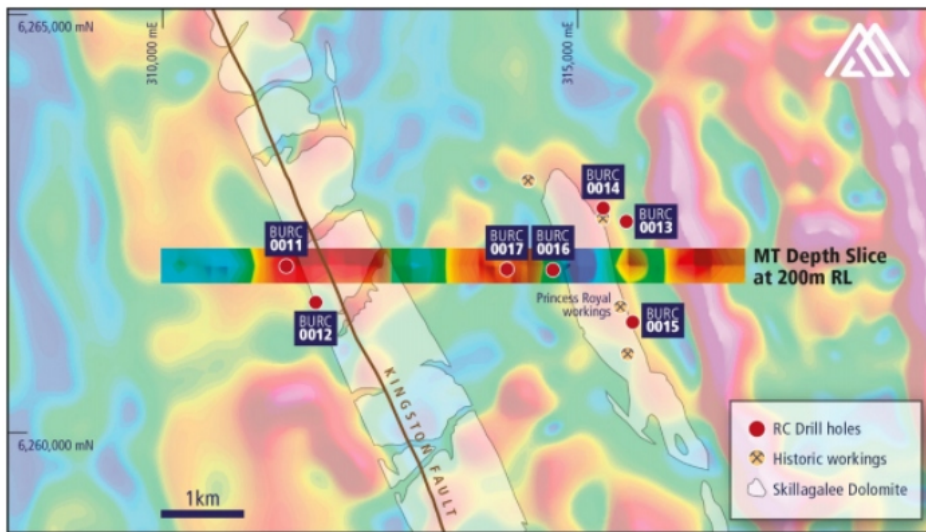 6,265,000 mN
310,000 mE
315,000 mE
BURC
0014
BURC
0013
BURC
0011
BURC
0017
BURC
0016
MT Depth Slice
at 200m RL
Princess Royal
workings
BURC
0012
BURC
0015
KINGSTON FAULT
6,260,000 mN
1km
RC Drill holes
Historic workings
Skillagalee Dolomite